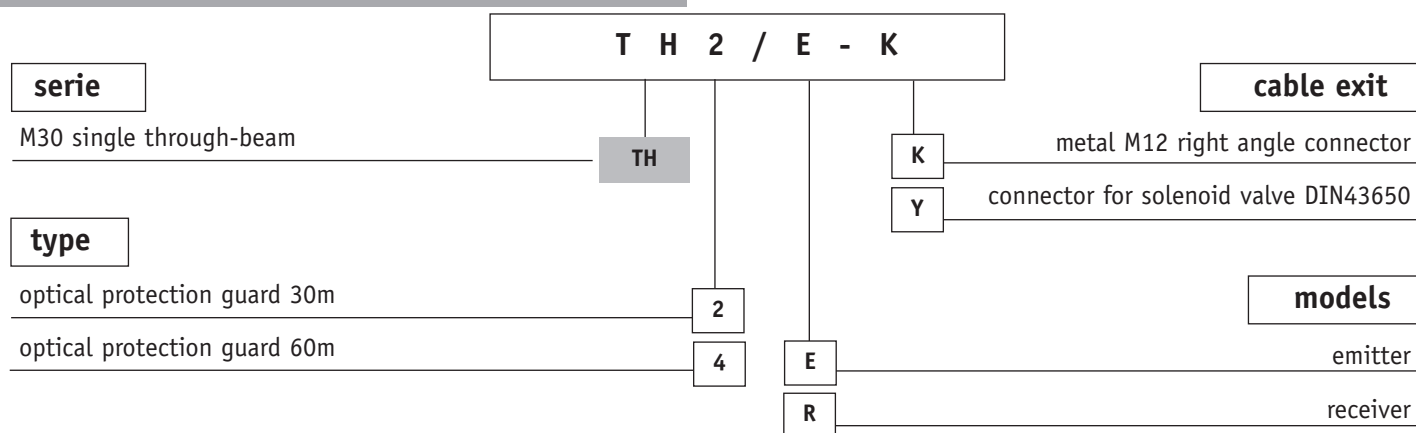 T H 2 / E - K
serie
cable exit
M30 single through-beam
TH
K
metal M12 right angle connector
Y
connector for solenoid valve DIN43650
type
optical protection guard 30m
2
models
optical protection guard 60m
4
E
emitter
R
receiver